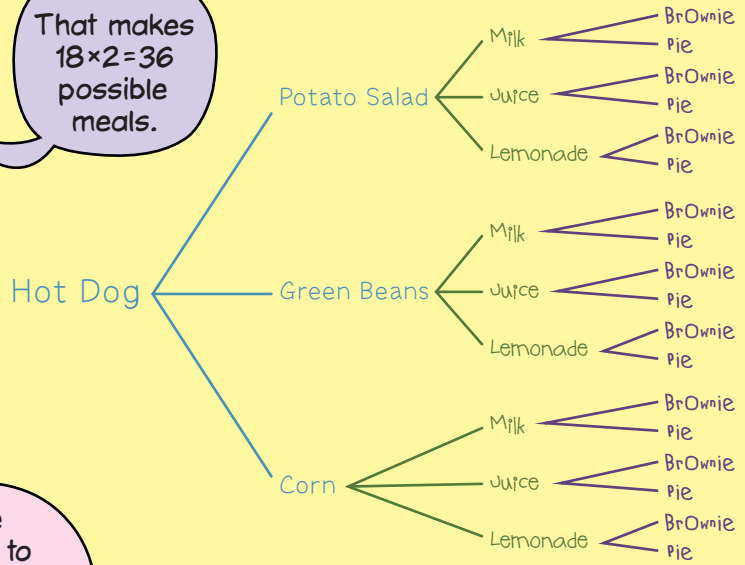 That makes
18×2=36
possible
meals.
Hot Dog
Potato Salad
Milk
Brownie
Pie
Juice
Brownie
Pie
Lemonade
Brownie
Pie
Green Beans
Milk
Brownie
Pie
Juice
Brownie
Pie
Lemonade
Brownie
Pie
Corn
Milk
Brownie
Pie
Juice
Brownie
Pie
Lemonade
Brownie
Pie
to